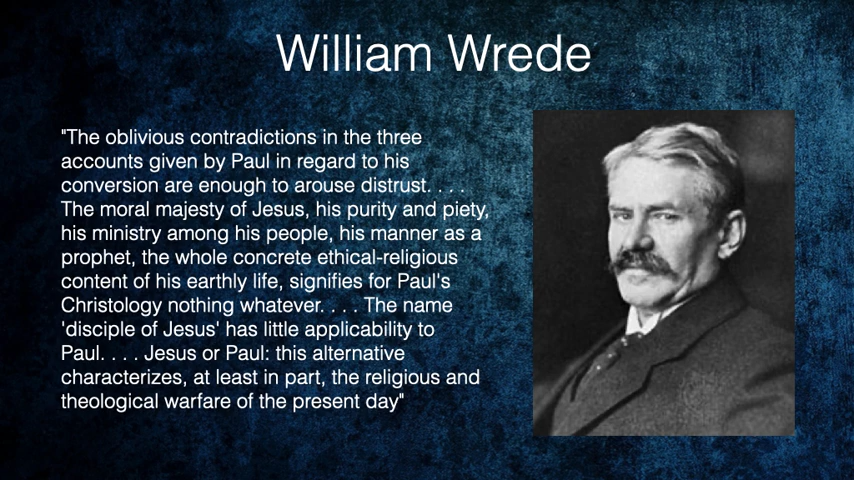 William Wrede
"The oblivious contradictions in the three
accounts given by Paul in regard to his
conversion are enough to arouse distrust. . . .
The moral majesty of Jesus, his purity and piety,
his ministry among his people, his manner as a
prophet, the whole concrete ethical-religious
content of his earthly life, signifies for Paul's
Christology nothing whatever. . . . The name
'disciple of Jesus' has little applicability to
Paul. . . . Jesus or Paul: this alternative
characterizes, at least in part, the religious and
theological warfare of the present day"